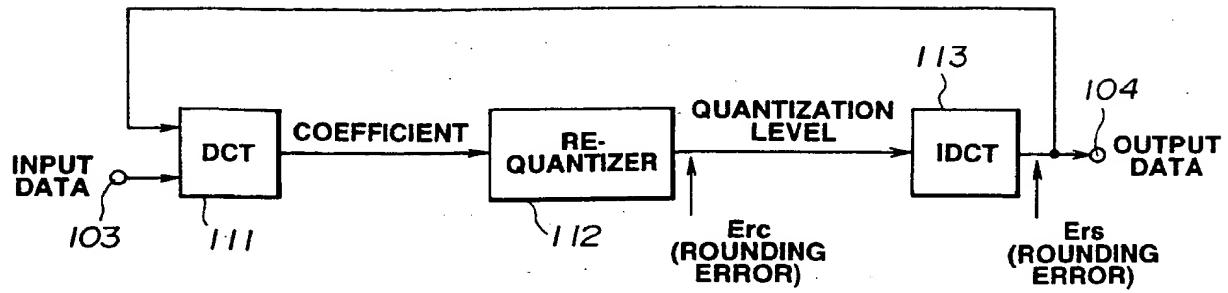 113
104
QUANTIZATION
LEVEL
COEFFICIENT
DCT
RE-
QUANTIZER
IDCT
OUTPUT
DATA
INPUT
DATA
103
111
112
Erc
(ROUNDING
ERROR)
Ers
(ROUNDING
ERROR)